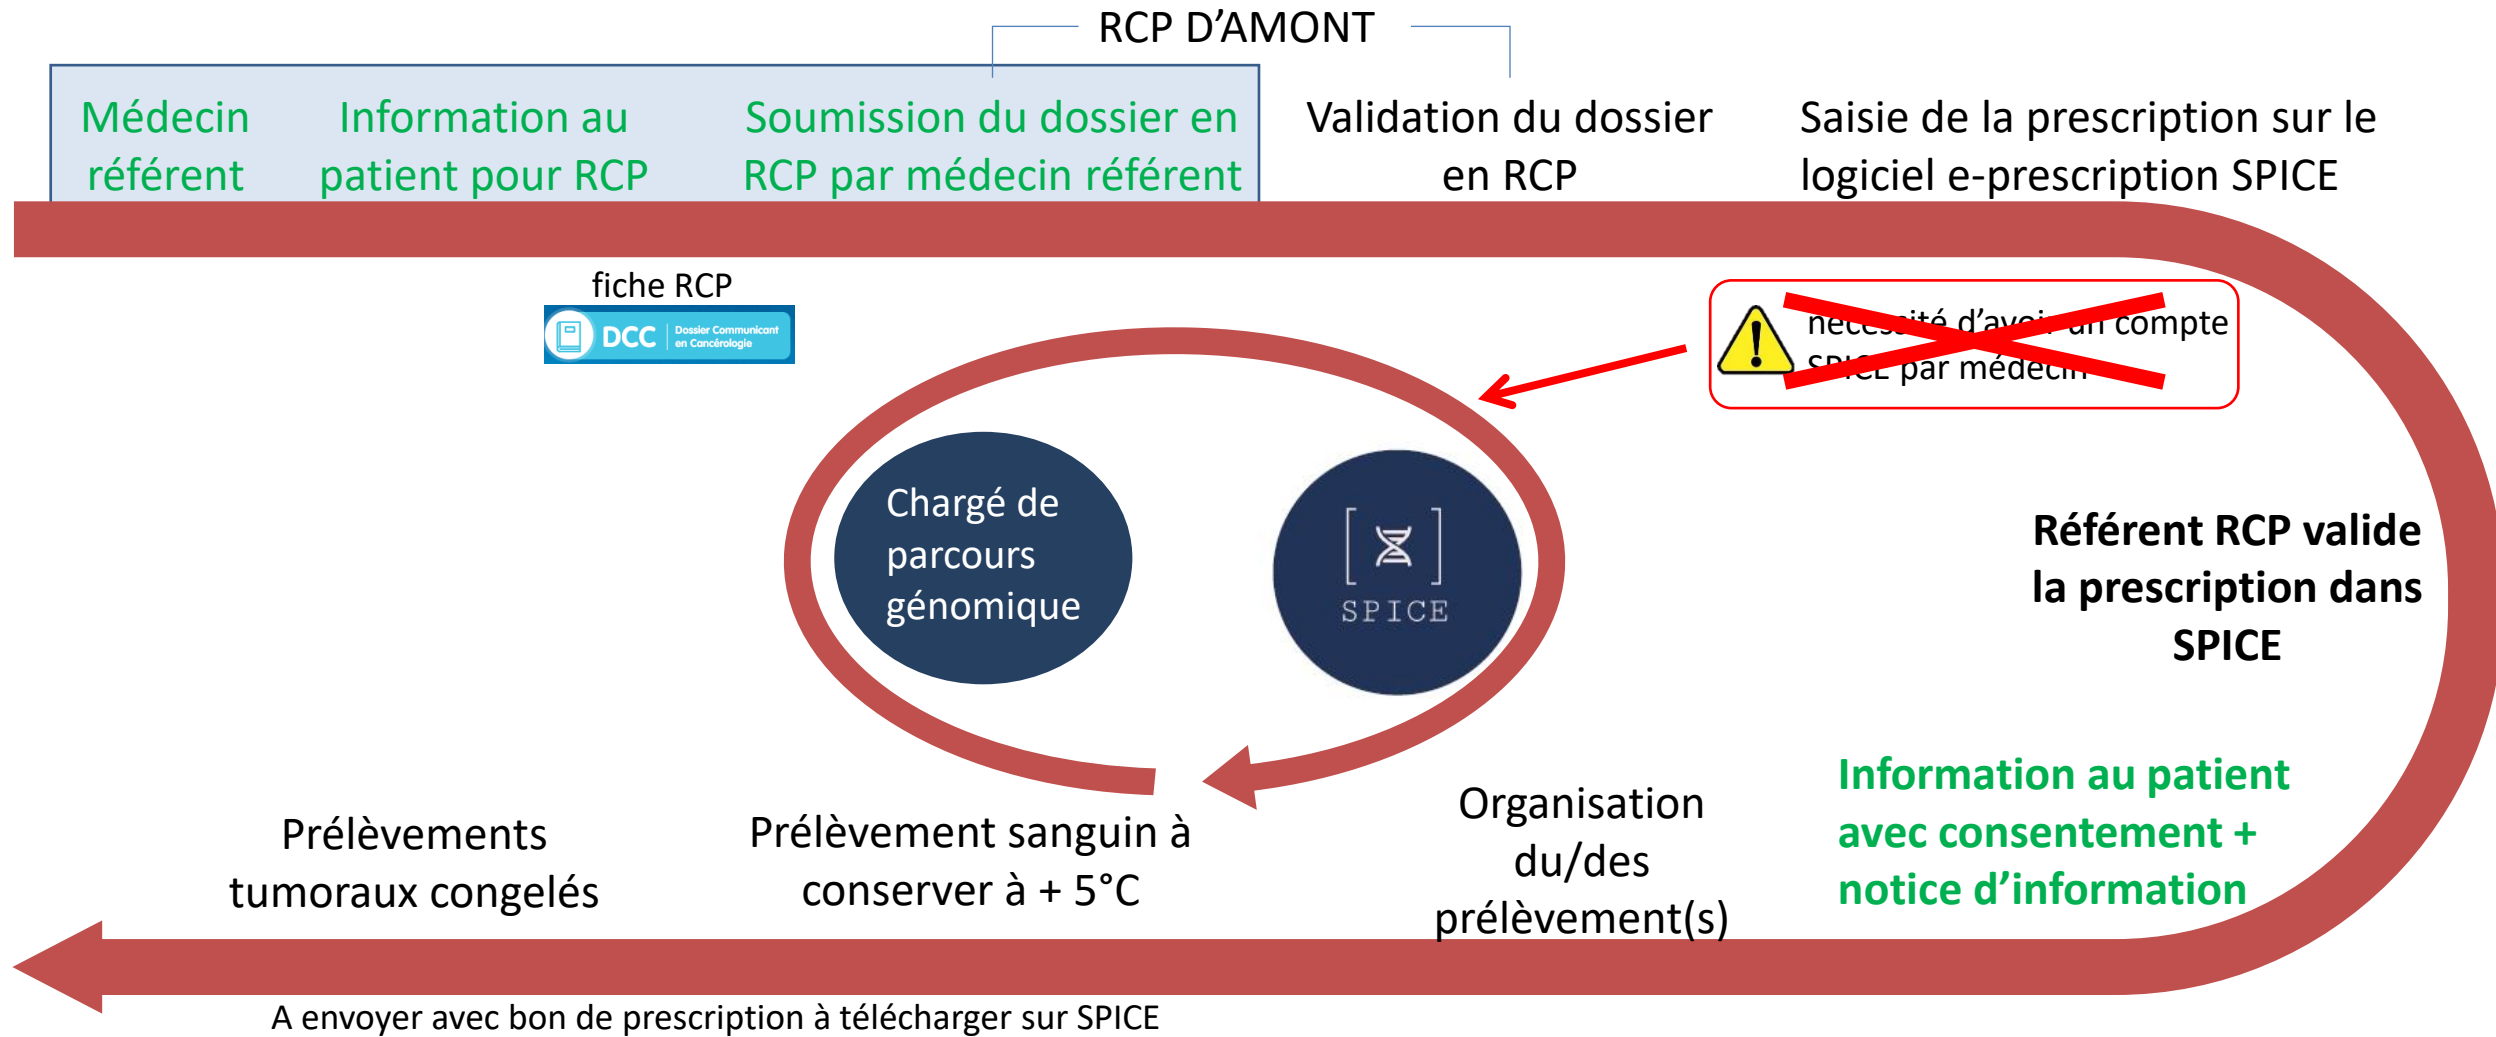 RCP D’AMONT
Médecin
référent
Information au
patient pour RCP
Soumission du dossier en
RCP par médecin référent
Validation du dossier
en RCP
Saisie de la prescription sur le
logiciel e-prescription SPICE
fiche RCP
DCC
Dossier Communicant
en Cancérologie
nécessité d’avoir un compte
SPICE par médecin
Chargé de
parcours
génomique
SPICE
Référent RCP valide
la prescription dans
SPICE
Information au patient
avec consentement +
notice d’information
Organisation
du/des
prélèvement(s)
Prélèvement sanguin à
conserver à + 5°C
Prélèvements
tumoraux congelés
A envoyer avec bon de prescription à télécharger sur SPICE